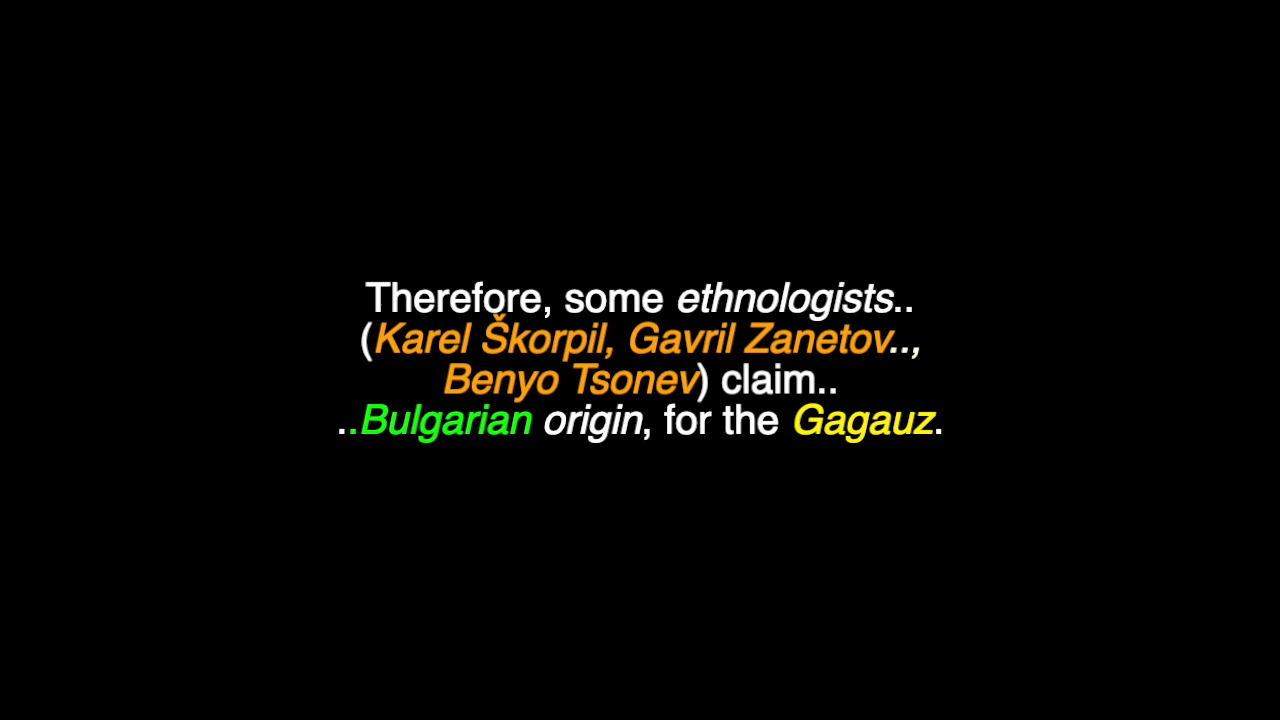 Therefore, some ethnologists..
(Karel Škorpil, Gavril Zanetov..,
Benyo Tsonev) claim..
..Bulgarian origin, for the Gagauz.